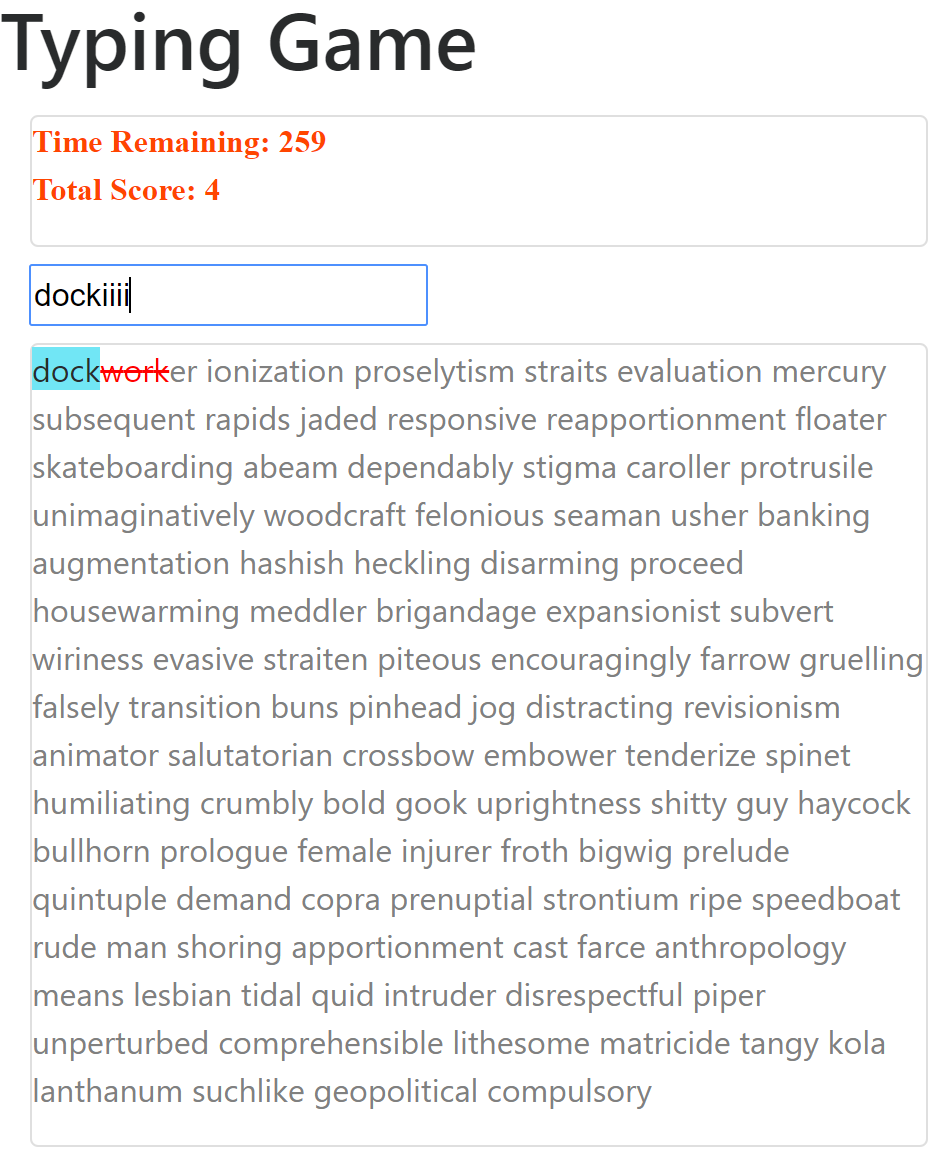 Typing Game
Time Remaining: 259
Total Score: 4
dockiiii
dockworker ionization proselytism straits evaluation mercury
subsequent rapids jaded responsive reapportionment floater
skateboarding abeam dependably stigma caroller protrusile
unimaginatively woodcraft felonious seaman usher banking
augmentation hashish heckling disarming proceed
housewarming meddler brigandage expansionist subvert
wiriness evasive straiten piteous encouragingly farrow gruelling
falsely transition buns pinhead jog distracting revisionism
animator salutatorian crossbow embower tenderize spinet
humiliating crumbly bold gook uprightness shitty guy haycock
bullhorn prologue female injurer froth bigwig prelude
quintuple demand copra prenuptial strontium ripe speedboat
rude man shoring apportionment cast farce anthropology
means lesbian tidal quid intruder disrespectful piper
unperturbed comprehensible lithesome matricide tangy kola
lanthanum suchlike geopolitical compulsory